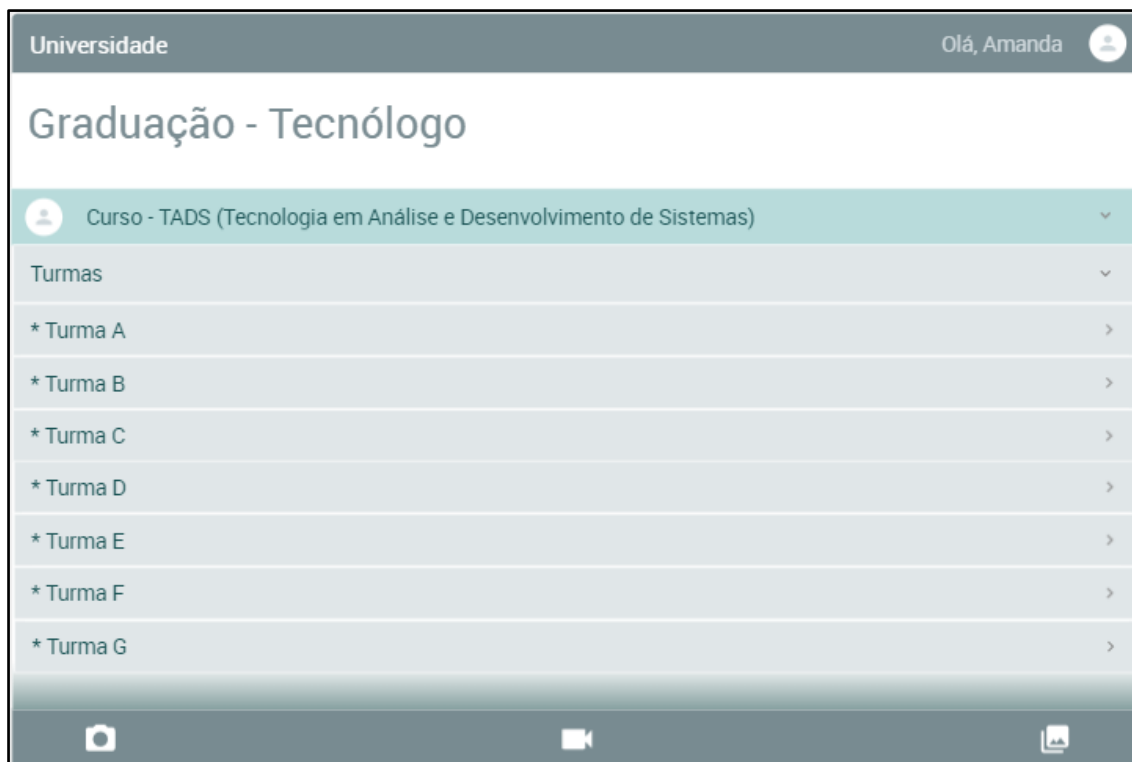 Universidade
Olá, Amanda
Graduação - Tecnólogo
Curso - TADS (Tecnologia em Análise e Desenvolvimento de Sistemas)
Turmas
* Turma A
* Turma B
* Turma C
* Turma D
* Turma E
* Turma F
* Turma G